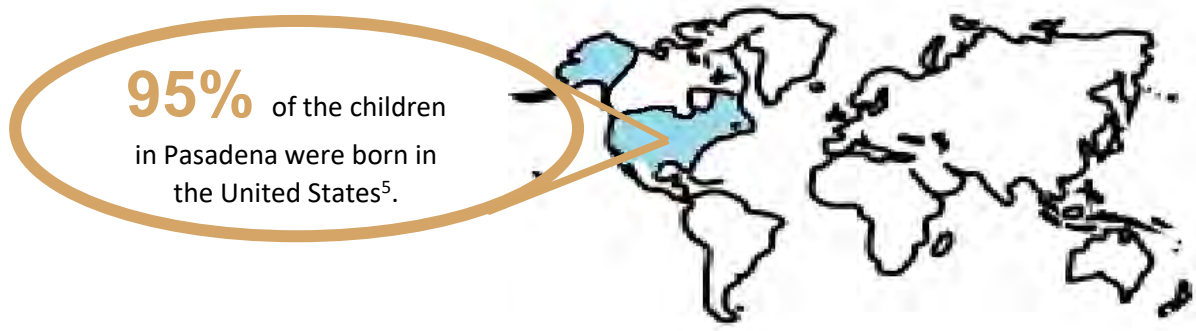 95% of the children
in Pasadena were born in
the United States⁵.